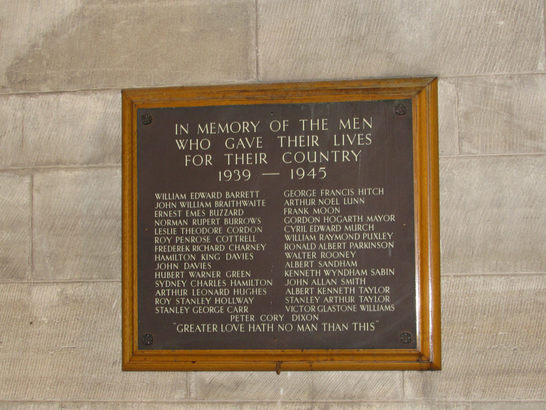 IN MEMORY OF THE MEN
WHO GAVE THEIR LIVES
FOR THEIR COUNTRY
1939 — 1945
WILLIAM EDWARD BARRETT
JOHN WILLIAM BRAITHWAITE
ERNEST EMES BUZZARD
NORMAN RUPERT BURROWS
LESLIE THEODORE CORDON
ROY PENROSE COTTRELL
FREDERICK RICHARD CHARNEY
HAMILTON KING DAVIES
JOHN DAVIES
HUBERT WARNER GREEN
SYDNEY CHARLES HAMILTON
ARTHUR LEONARD HUGHES
ROY STANLEY HOLLWAY
STANLEY GEORGE CARR
GEORGE FRANCIS HITCH
ARTHUR NOEL LUNN
FRANK MOON
GORDON HOGARTH MAYOR
CYRIL EDWARD MURCH
WILLIAM RAYMOND PUXLEY
RONALD ALBERT PARKINSON
WALTER ROONEY
ALBERT SANDHAM
KENNETH WYNDHAM SABIN
JOHN ALLAN SMITH
ALBERT KENNETH TAYLOR
STANLEY ARTHUR TAYLOR
VICTOR GLASTONE WILLIAMS
PETER CORY DIXON
"GREATER LOVE HATH NO MAN THAN THIS"